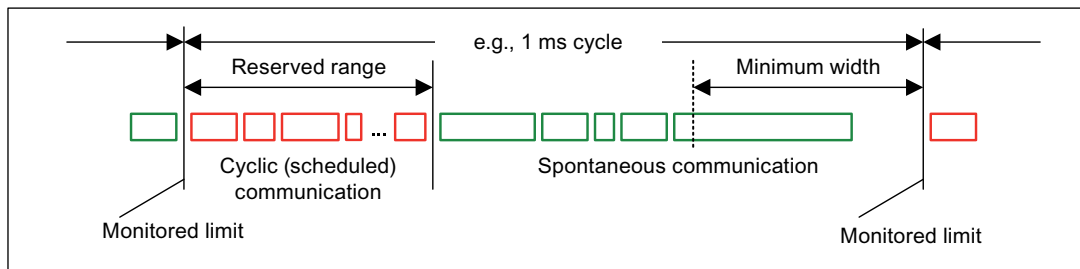 e.g., 1 ms cycle
Reserved range
Minimum width
...
Cyclic (scheduled)
communication
Spontaneous communication
Monitored limit
Monitored limit